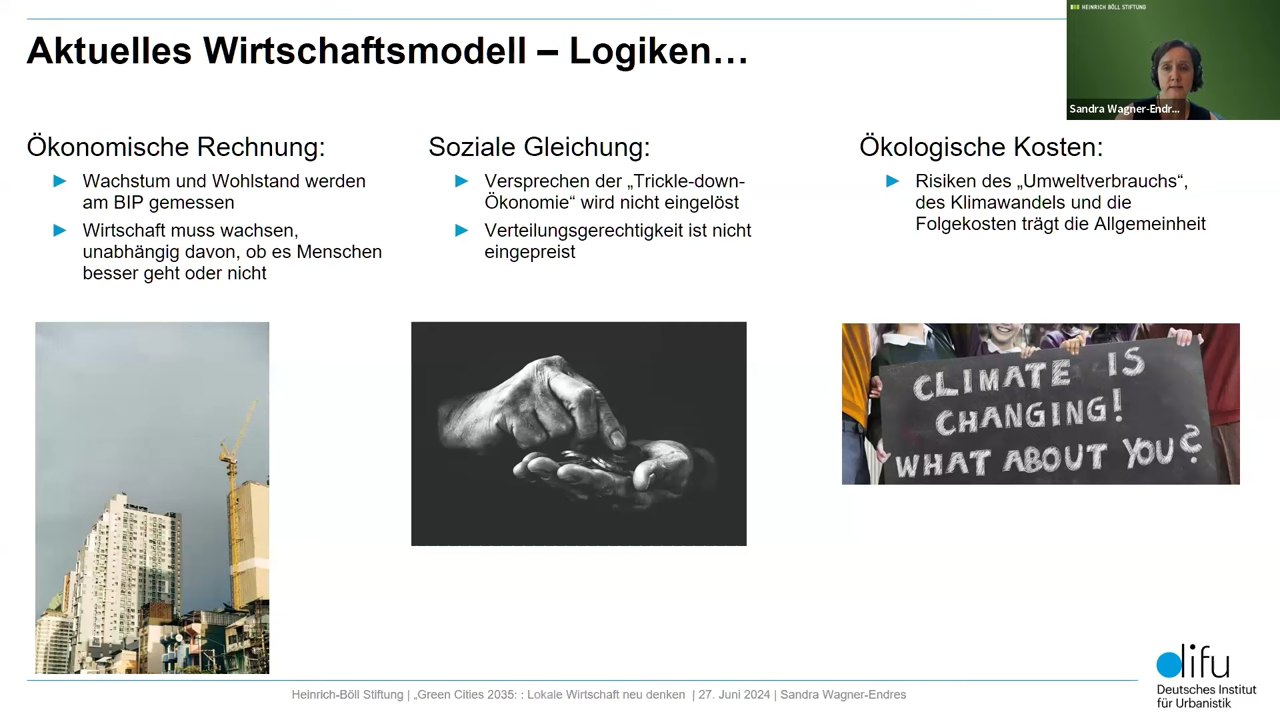 HEINRICH BÖLL STIFTUNG
Aktuelles Wirtschaftsmodell – Logiken…
Sandra Wagner-Endr...
Ökonomische Rechnung:
Wachstum und Wohlstand werden
am BIP gemessen
Wirtschaft muss wachsen,
unabhängig davon, ob es Menschen
besser geht oder nicht
Soziale Gleichung:
Versprechen der „Trickle-down-
Ökonomie“ wird nicht eingelöst
Verteilungsgerechtigkeit ist nicht
eingepreist
Ökologische Kosten:
Risiken des „Umweltverbrauchs“,
des Klimawandels und die
Folgekosten trägt die Allgemeinheit
CLIMATE IS
CHANGING!
WHAT ABOUT YOU?
Heinrich-Böll Stiftung | „Green Cities 2035: : Lokale Wirtschaft neu denken | 27. Juni 2024 | Sandra Wagner-Endres
difu
Deutsches Institut
für Urbanistik